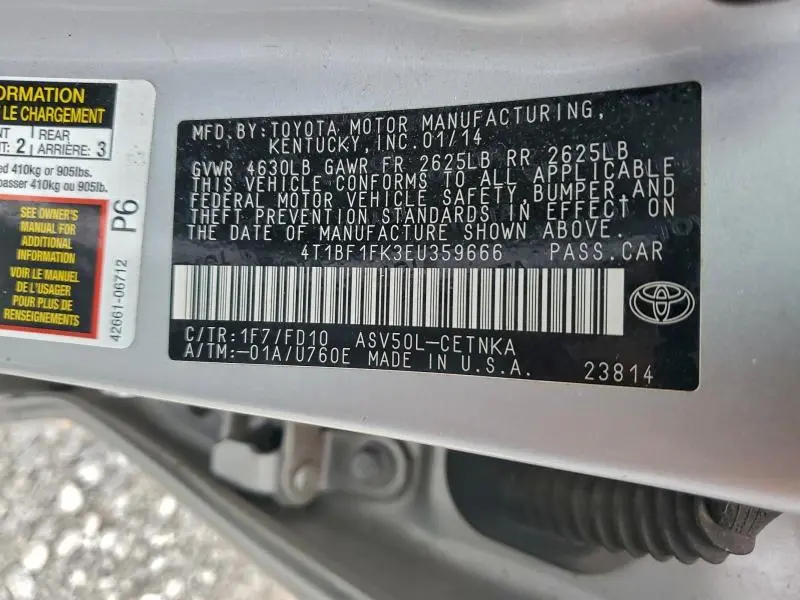 ORMATION
LE CHARGEMENT
NT : 2 REAR ARRIÈRE: 3
ed 410kg or 905lbs.
passer 410kg ou 905lb.
SEE OWNER'S
MANUAL FOR
ADDITIONAL
INFORMATION
VOIR LE MANUEL
DE L'USAGER
POUR PLUS DE
RENSEIGNEMENTS
P6
42661-06712
MFD.BY:TOYOTA MOTOR MANUFACTURING,
KENTUCKY,INC.01/14
GVWR 4630LB GAWR FR 2625LB RR 2625LB
THIS VEHICLE CONFORMS TO ALL APPLICABLE
FEDERAL MOTOR VEHICLE SAFETY,BUMPER,AND
THEFT PREVENTION STANDARDS IN EFFECT ON
THE DATE OF MANUFACTURE SHOWN ABOVE.
4T1BF1FK3EU359666 PASS.CAR
C/TR:1F7/FD10 ASV50L-CETNKA
A/TM:-01A/U760E MADE IN U.S.A.
23814